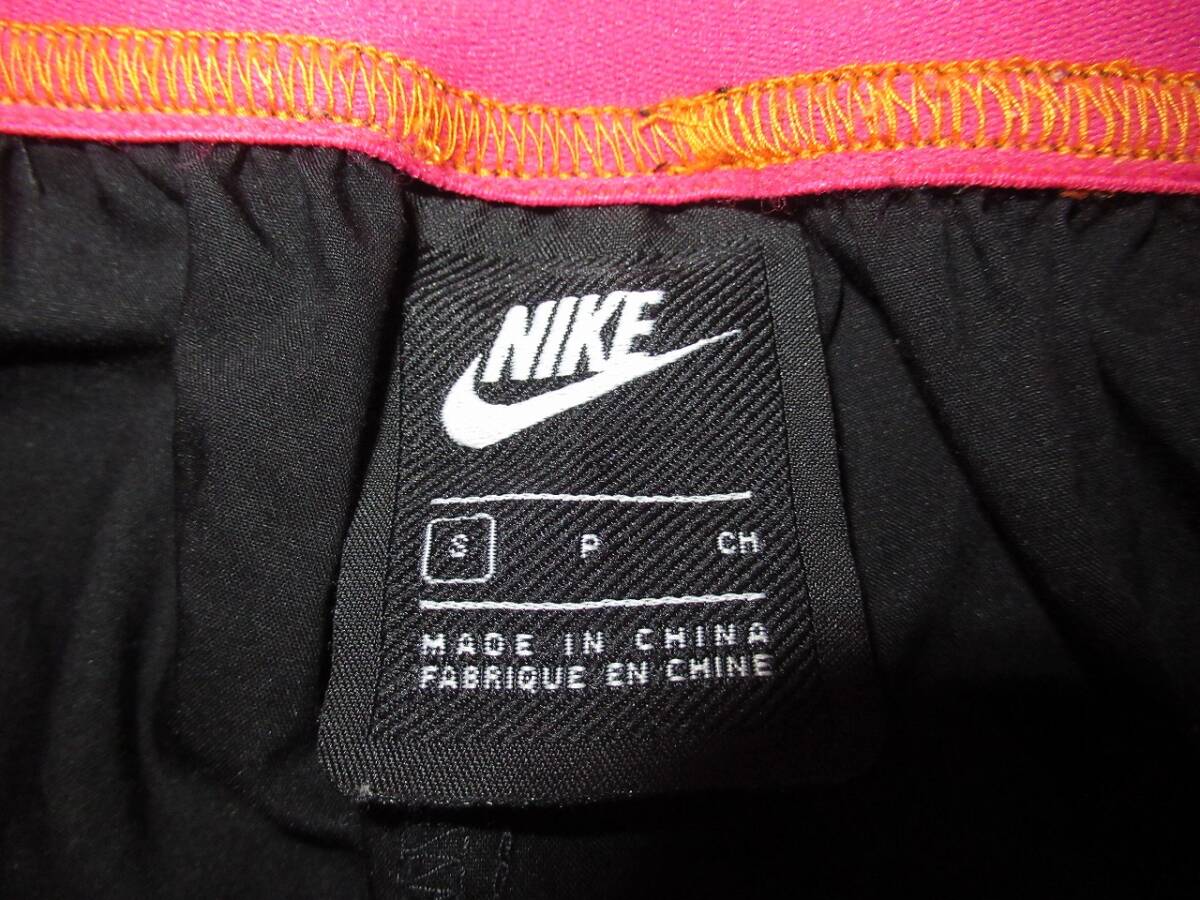 NIKE
S P CH
MADE IN CHINA
FABRIQUE EN CHINE